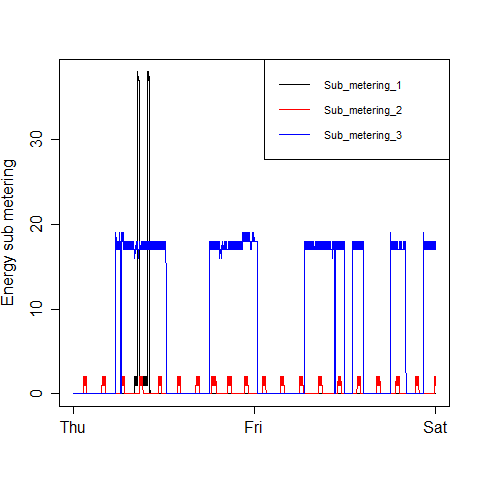 Sub_metering_1
Sub_metering_2
Sub_metering_3
Energy sub metering
30
20
10
0
Thu Fri Sat